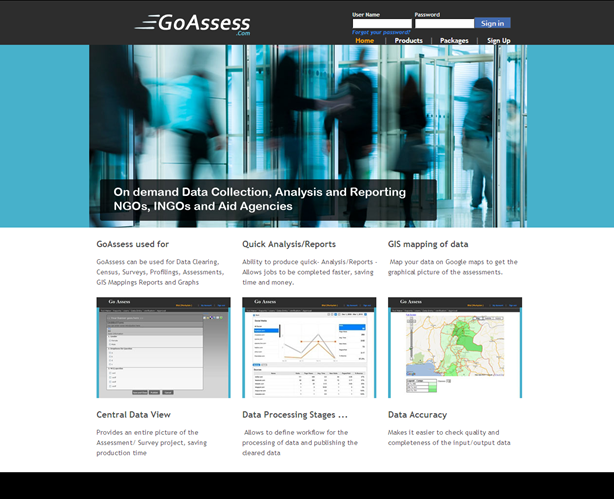 GoAssess
.Com
User Name
Password
Sign in
Forgot your password?
Home | Products | Packages | Sign Up
On demand Data Collection, Analysis and Reporting
NGOs, INGOs and Aid Agencies
GoAssess used for
GoAssess can be used for Data Clearing,
Census, Surveys, Profilings, Assessments,
GIS Mappings Reports and Graphs
Quick Analysis/Reports
Ability to produce quick- Analysis/Reports -
Allows jobs to be completed faster, saving
time and money.
GIS mapping of data
Map your data on Google maps to get the
graphical picture of the assessments.
Go Assess
Go Assess
Go Assess
Central Data View
Provides an entire picture of the
Assessment/ Survey project, saving
production time
Data Processing Stages ...
Allows to define workflow for the
processing of data and publishing the
cleared data
Data Accuracy
Makes it easier to check quality and
completeness of the input/output data